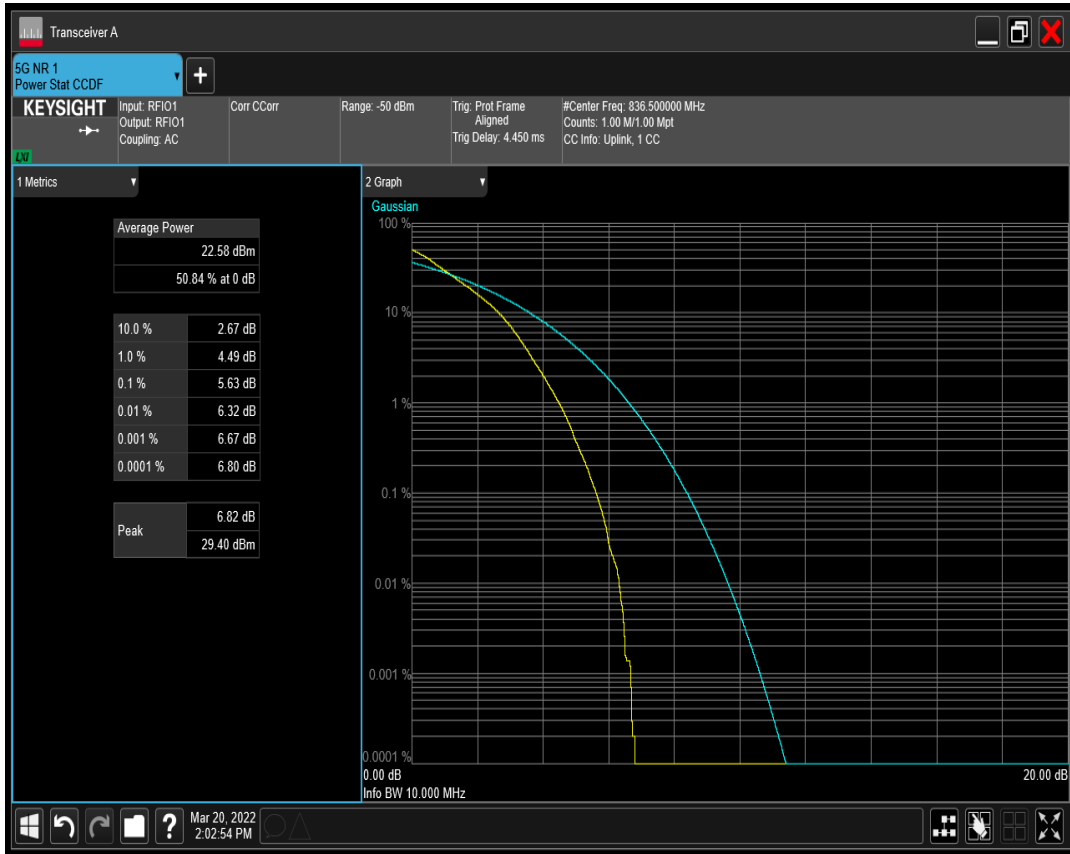 Transceiver A
5G NR 1
Power Stat CCDF
+
KEYSIGHT
LXI
Input: RFIO1
Output: RFIO1
Coupling: AC
Corr CCorr
Range: -50 dBm
Trig: Prot Frame
Aligned
Trig Delay: 4.450 ms
#Center Freq: 836.500000 MHz
Counts: 1.00 M/1.00 Mpt
CC Info: Uplink, 1 CC
1 Metrics
Average Power
22.58 dBm
50.84 % at 0 dB
10.0 % 2.67 dB
1.0 % 4.49 dB
0.1 % 5.63 dB
0.01 % 6.32 dB
0.001 % 6.67 dB
0.0001 % 6.80 dB
Peak 6.82 dB
29.40 dBm
2 Graph
Gaussian
100 %
10 %
1 %
0.1 %
0.01 %
0.001 %
0.0001 %
0.00 dB 20.00 dB
Info BW 10.000 MHz
?
Mar 20, 2022
2:02:54 PM